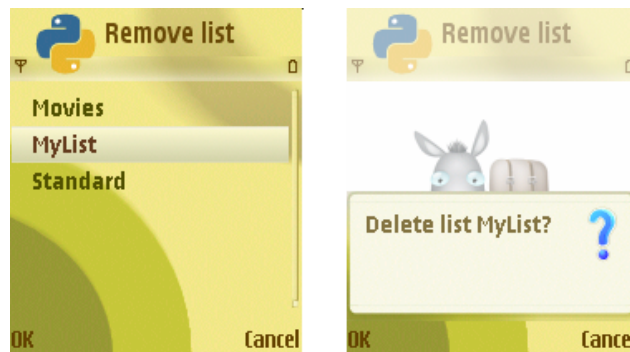 Remove list
Movies
MyList
Standard
OK Cancel
Remove list
Delete list MyList?
OK Cance